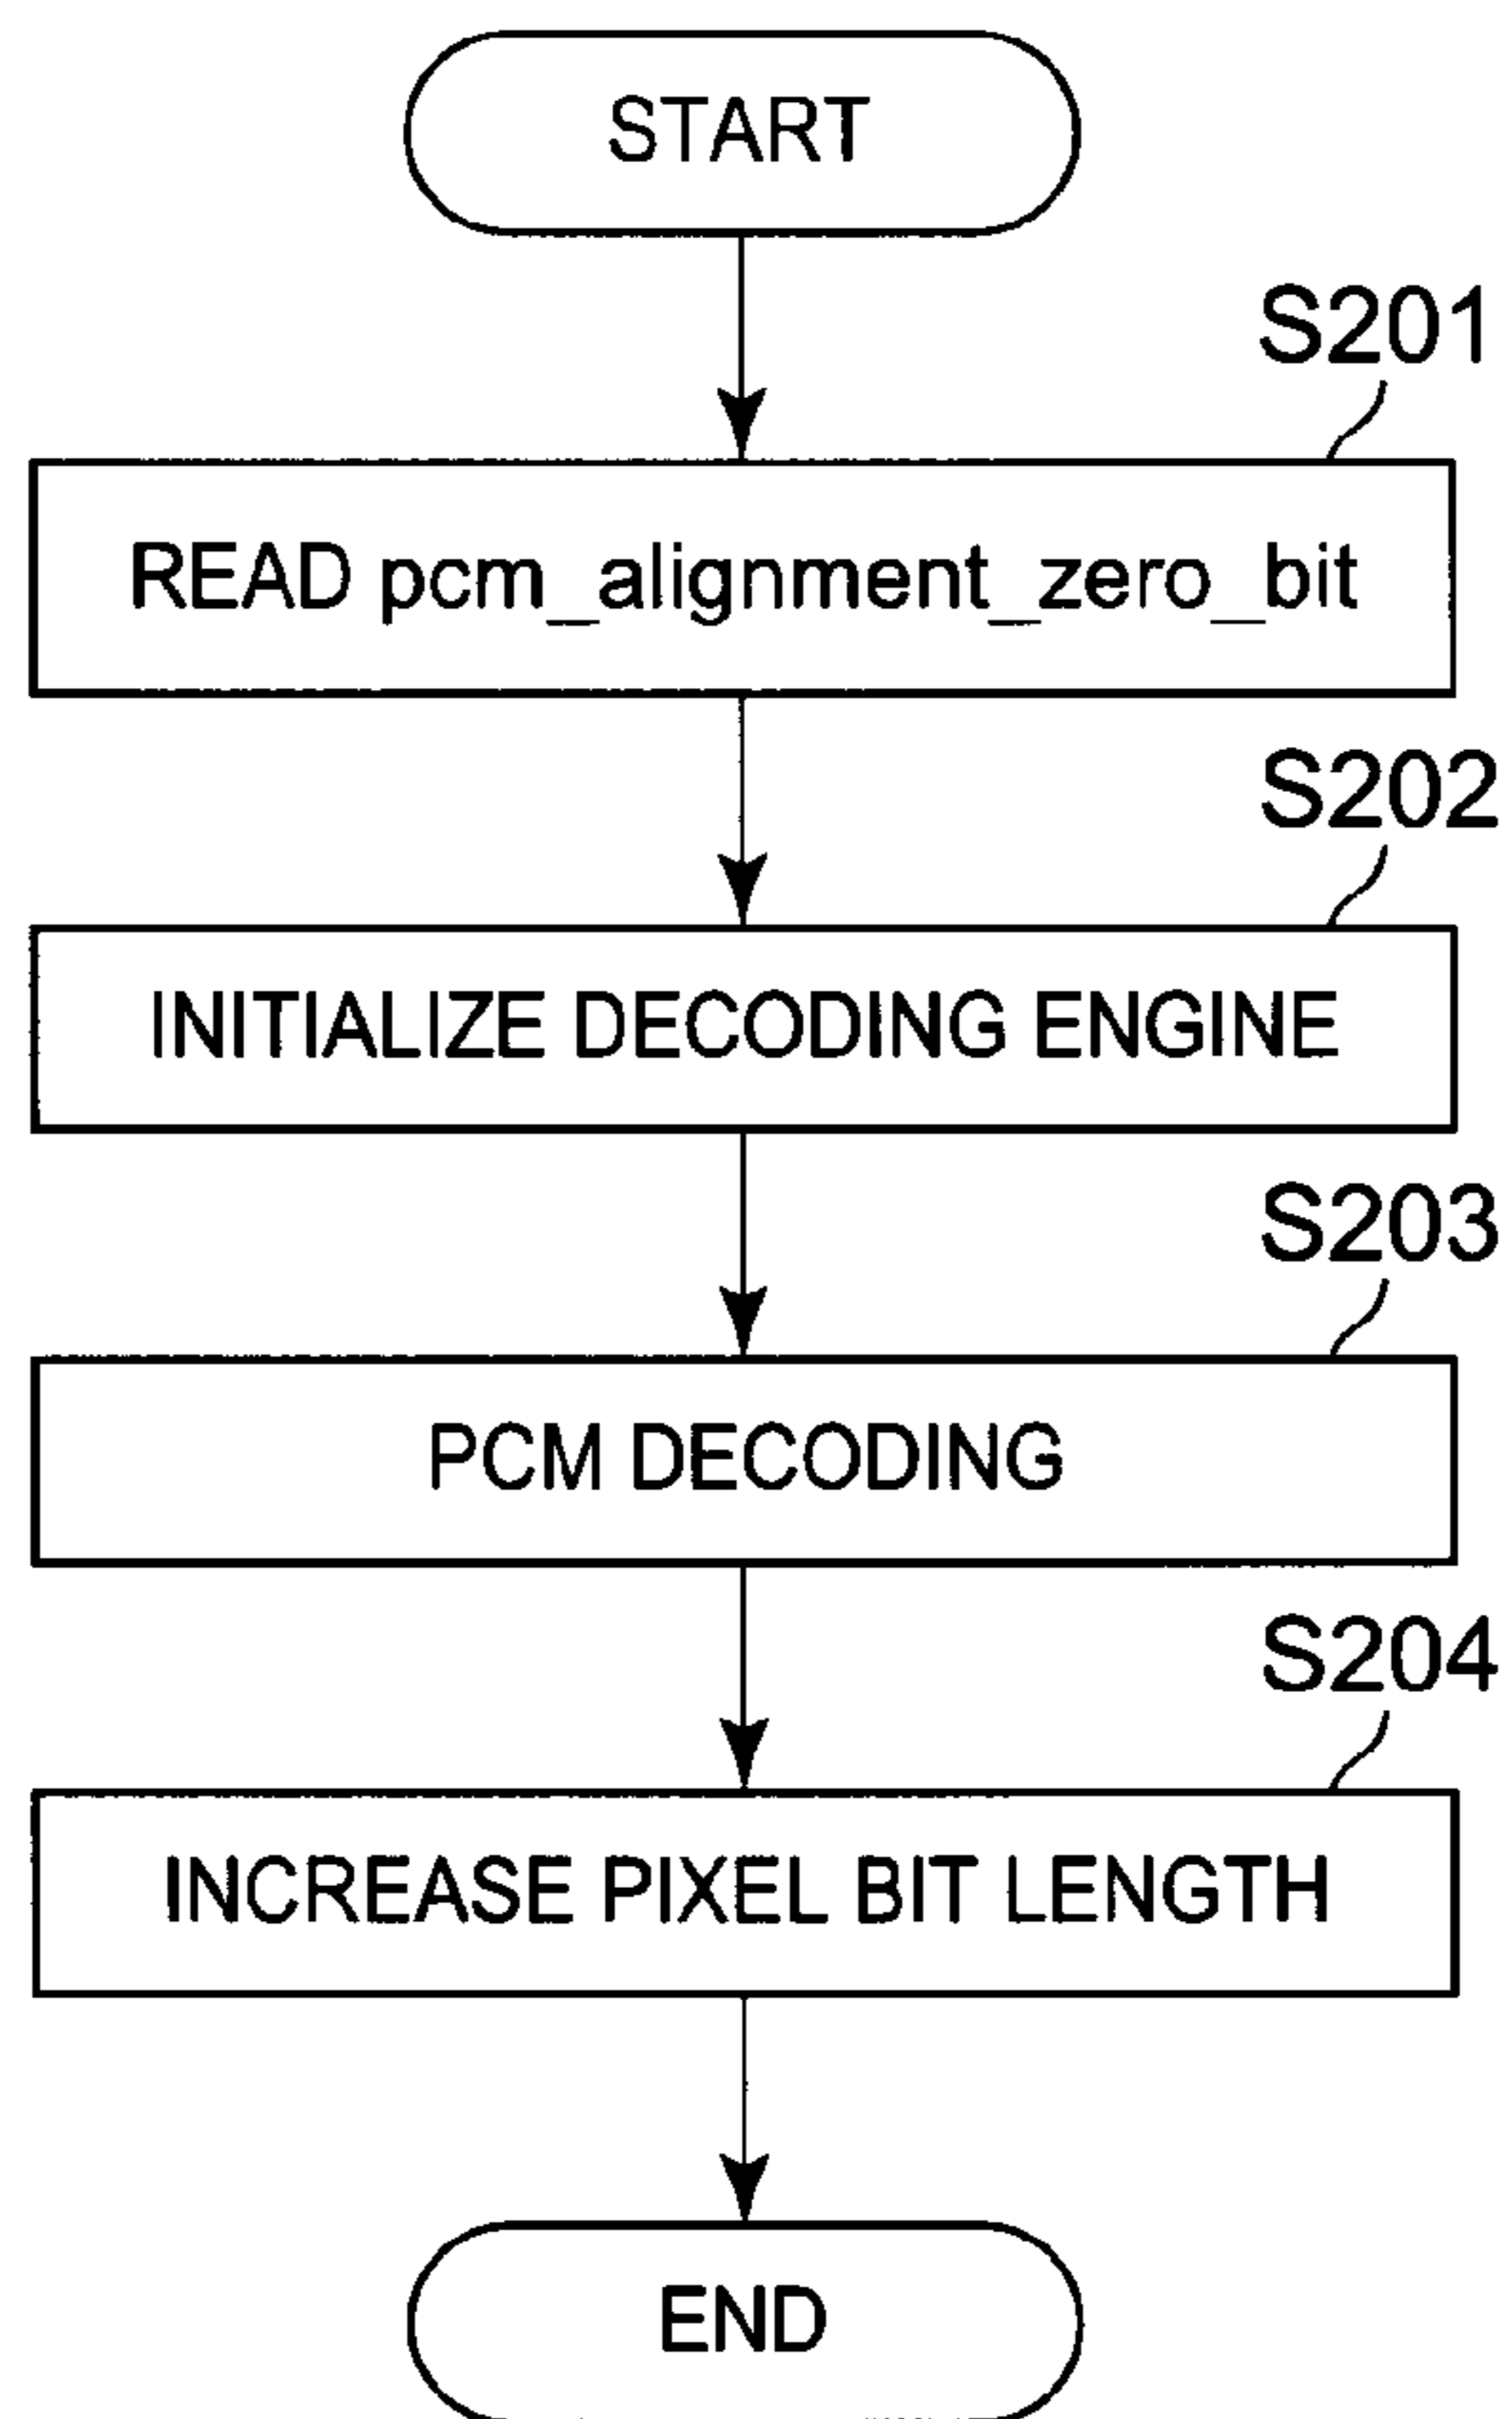 START
S201
READ pcm_alignment_zero_bit
S202
INITIALIZE DECODING ENGINE
S203
PCM DECODING
S204
INCREASE PIXEL BIT LENGTH
END